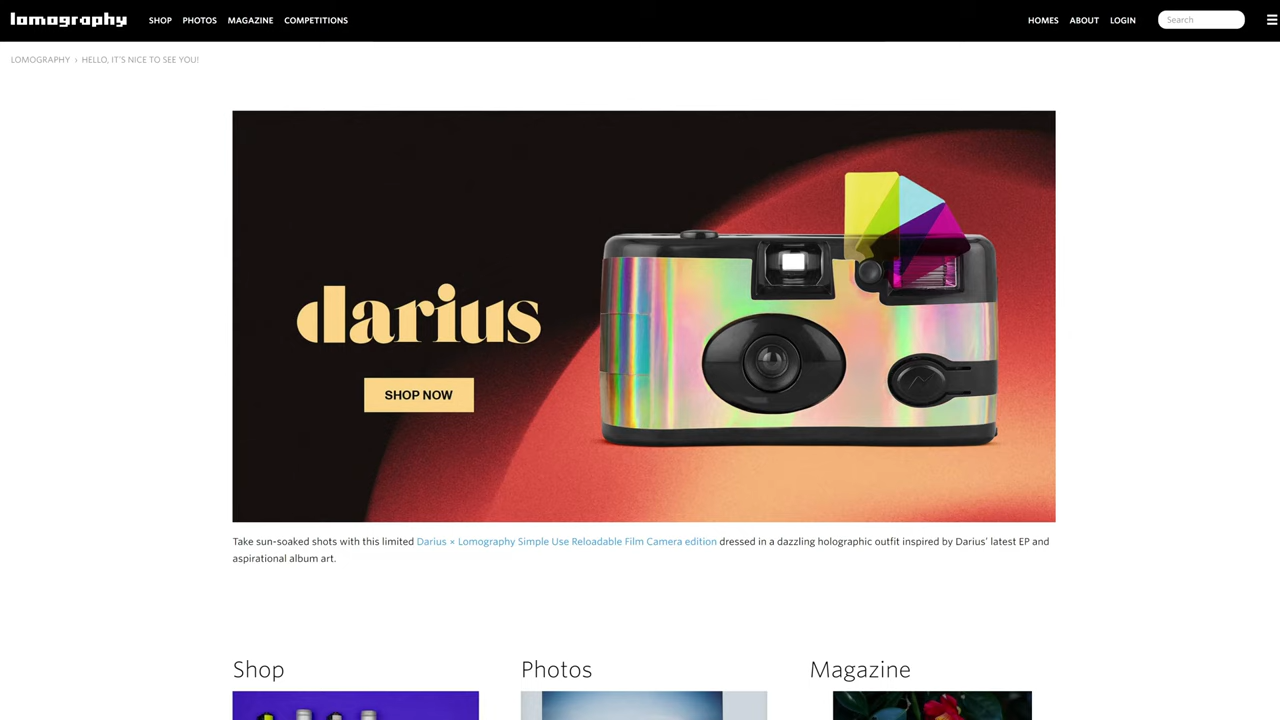 lomography SHOP PHOTOS MAGAZINE COMPETITIONS HOMES ABOUT LOGIN Search
LOMOGRAPHY › HELLO, IT'S NICE TO SEE YOU!
darius
SHOP NOW
Take sun-soaked shots with this limited Darius × Lomography Simple Use Reloadable Film Camera edition dressed in a dazzling holographic outfit inspired by Darius’ latest EP and
aspirational album art.
Shop Photos Magazine